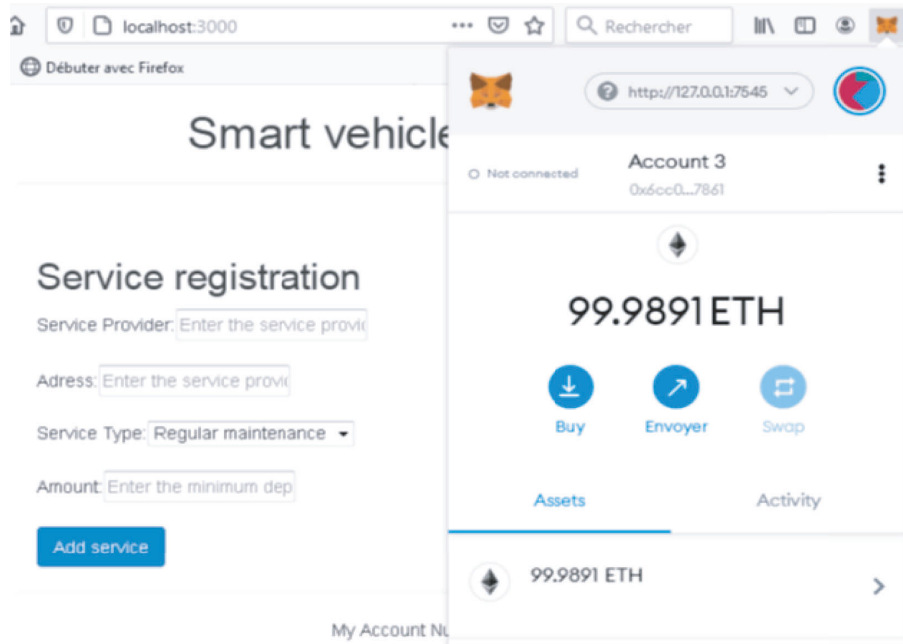 localhost:3000
Rechercher
Débuter avec Firefox
Smart vehicle
Service registration
Service Provider: Enter the service provid
Adress: Enter the service provid
Service Type: Regular maintenance
Amount: Enter the minimum dep
Add service
My Account Nu
http://127.0.0.1:7545
Not connected
Account 3
0x6cc0...7861
99.9891 ETH
Buy
Envoyer
Swap
Assets
Activity
99.9891 ETH